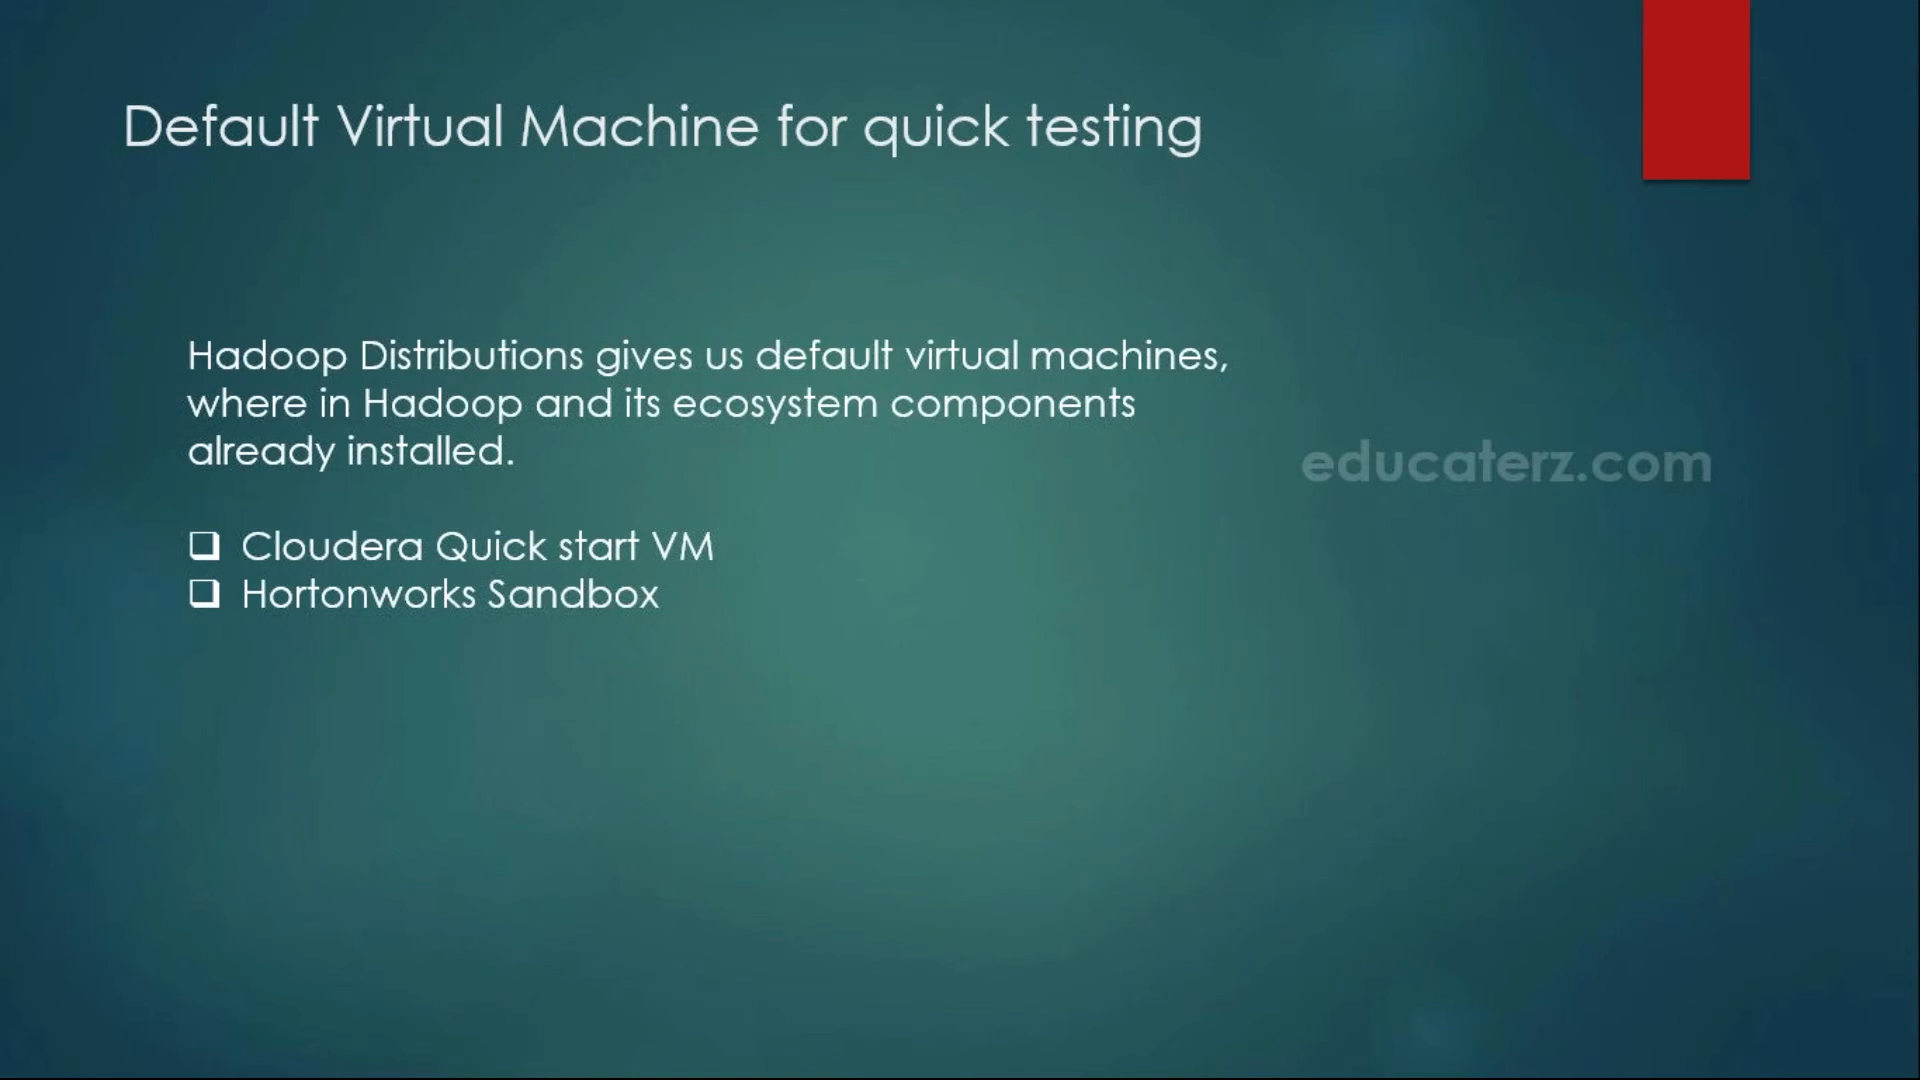 Default Virtual Machine for quick testing
Hadoop Distributions gives us default virtual machines,
where in Hadoop and its ecosystem components
already installed.
educaterz.com
❑ Cloudera Quick start VM
❑ Hortonworks Sandbox